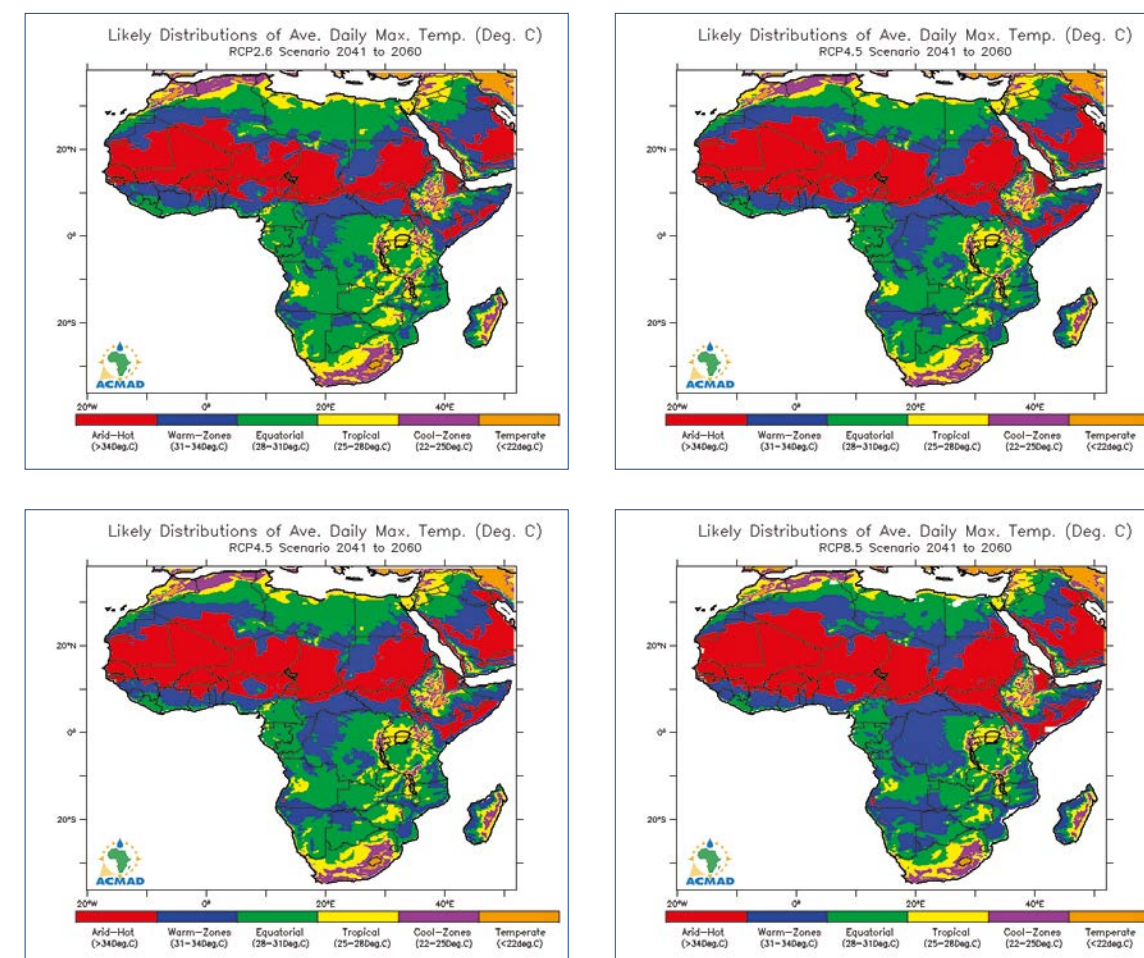 Likely Distributions of Ave. Daily Max. Temp. (Deg. C)
RCP2.6 Scenario 2041 to 2060
20°N
0°
20°S
ACMAD
20°W 0° 20°E 40°E
Arid-Hot Warm-Zones Equatorial Tropical Cool-Zones Temperate
(>34Deg.C) (31-34Deg.C) (28-31Deg.C) (25-28Deg.C) (22-25Deg.C) (<22deg.C)
Likely Distributions of Ave. Daily Max. Temp. (Deg. C)
RCP4.5 Scenario 2041 to 2060
20°N
0°
20°S
ACMAD
20°W 0° 20°E 40°E
Arid-Hot Warm-Zones Equatorial Tropical Cool-Zones Temperate
(>34Deg.C) (31-34Deg.C) (28-31Deg.C) (25-28Deg.C) (22-25Deg.C) (<22deg.C)
Likely Distributions of Ave. Daily Max. Temp. (Deg. C)
RCP4.5 Scenario 2041 to 2060
20°N
0°
20°S
ACMAD
20°W 0° 20°E 40°E
Arid-Hot Warm-Zones Equatorial Tropical Cool-Zones Temperate
(>34Deg.C) (31-34Deg.C) (28-31Deg.C) (25-28Deg.C) (22-25Deg.C) (<22deg.C)
Likely Distributions of Ave. Daily Max. Temp. (Deg. C)
RCP8.5 Scenario 2041 to 2060
20°N
0°
20°S
ACMAD
20°W 0° 20°E 40°E
Arid-Hot Warm-Zones Equatorial Tropical Cool-Zones Temperate
(>34Deg.C) (31-34Deg.C) (28-31Deg.C) (25-28Deg.C) (22-25Deg.C) (<22deg.C)